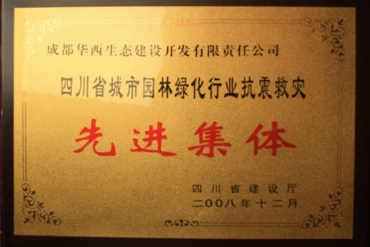 成都华西生态建设开发有限责任公司
四川省城市园林绿化行业抗震救灾
先进集体
四川省建设厅
二〇〇八年十二月